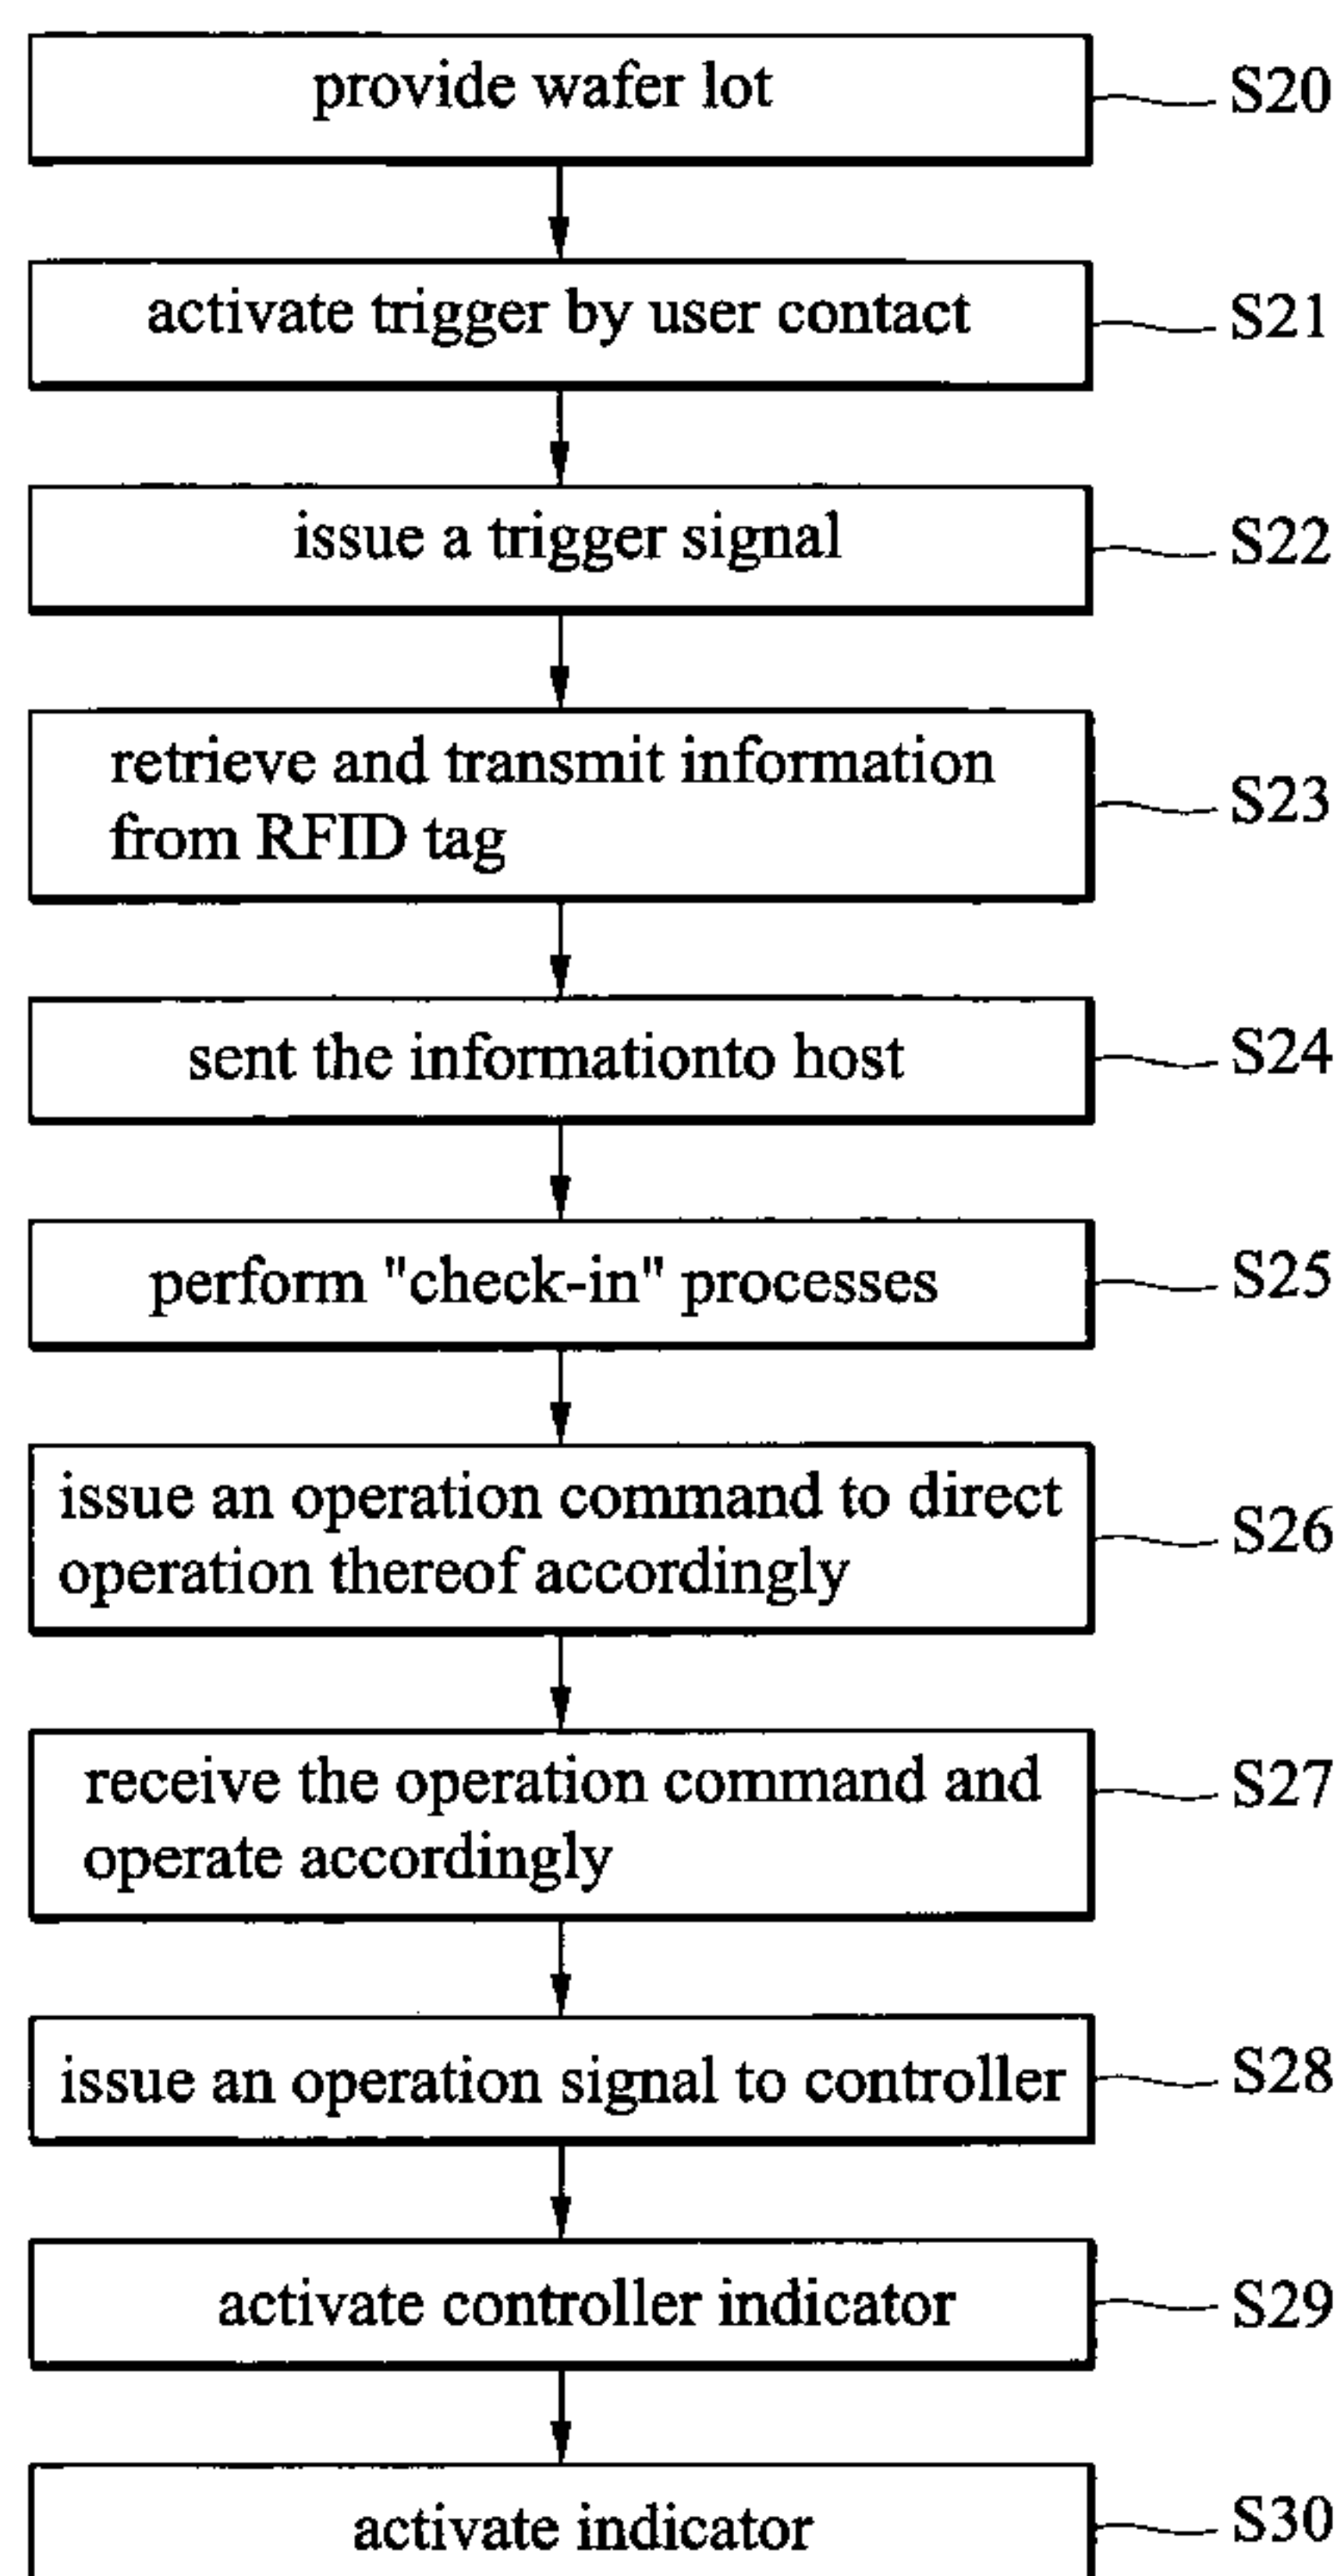 provide wafer lot
S20
activate trigger by user contact
S21
issue a trigger signal
S22
retrieve and transmit information
from RFID tag
S23
sent the informationto host
S24
perform "check-in" processes
S25
issue an operation command to direct
operation thereof accordingly
S26
receive the operation command and
operate accordingly
S27
issue an operation signal to controller
S28
activate controller indicator
S29
activate indicator
S30